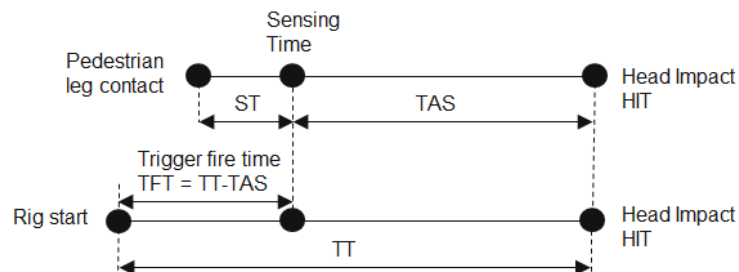 Sensing
Time
Pedestrian
leg contact
Head Impact
HIT
ST
TAS
Trigger fire time
TFT = TT-TAS
Rig start
Head Impact
HIT
TT